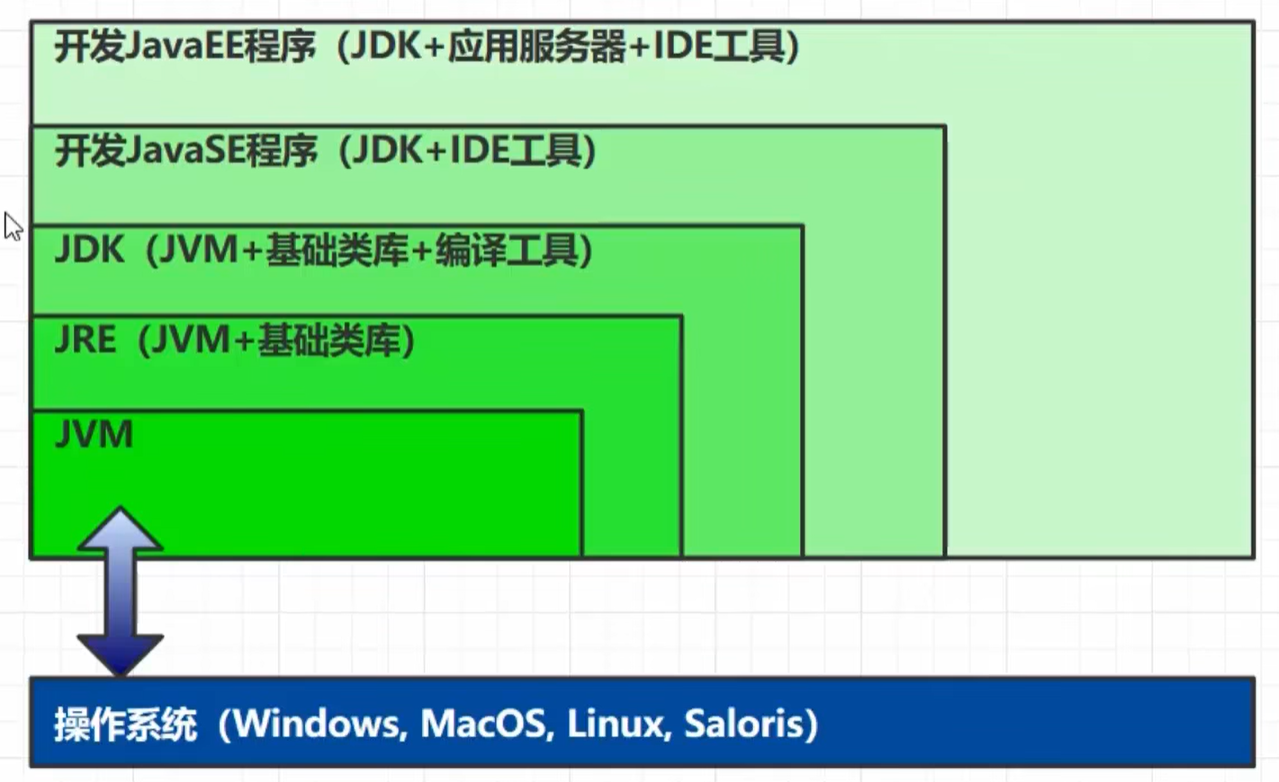 开发JavaEE程序（JDK+应用服务器+IDE工具）
开发JavaSE程序（JDK+IDE工具）
JDK（JVM+基础类库+编译工具）
JRE（JVM+基础类库）
JVM
操作系统（Windows, MacOS, Linux, Saloris）